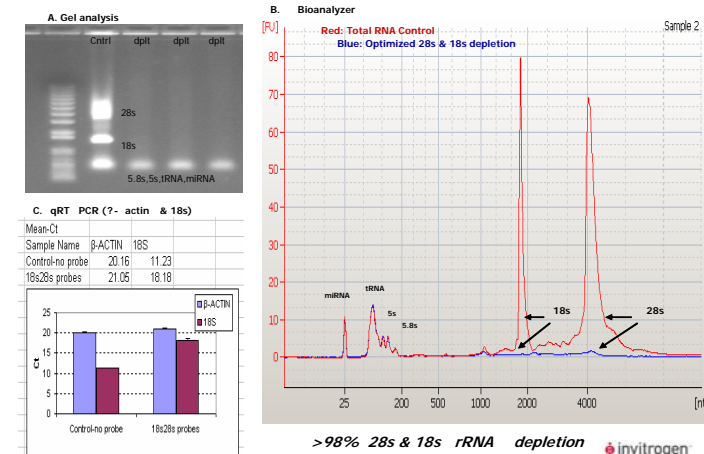 A. Gel analysis
Cntrl dplt dplt dplt
28s
18s
5.8s,5s,tRNA,miRNA
B. Bioanalyzer
[FU]
Sample 2
Red: Total RNA Control
Blue: Optimized 28s & 18s depletion
80
70
60
50
40
30
20
10
0
miRNA
tRNA
5s
5.8s
18s
28s
25 200 500 1000 2000 4000 [nt
>98% 28s & 18s rRNA depletion
invitrogen
C. qRT PCR (?- actin & 18s)
Mean-Ct
Sample Name β-ACTIN 18S
Control-no probe 20.16 11.23
18s28s probes 21.05 18.18
β-ACTIN
18S
Ct
25
20
15
10
5
0
Control-no probe 18s28s probes